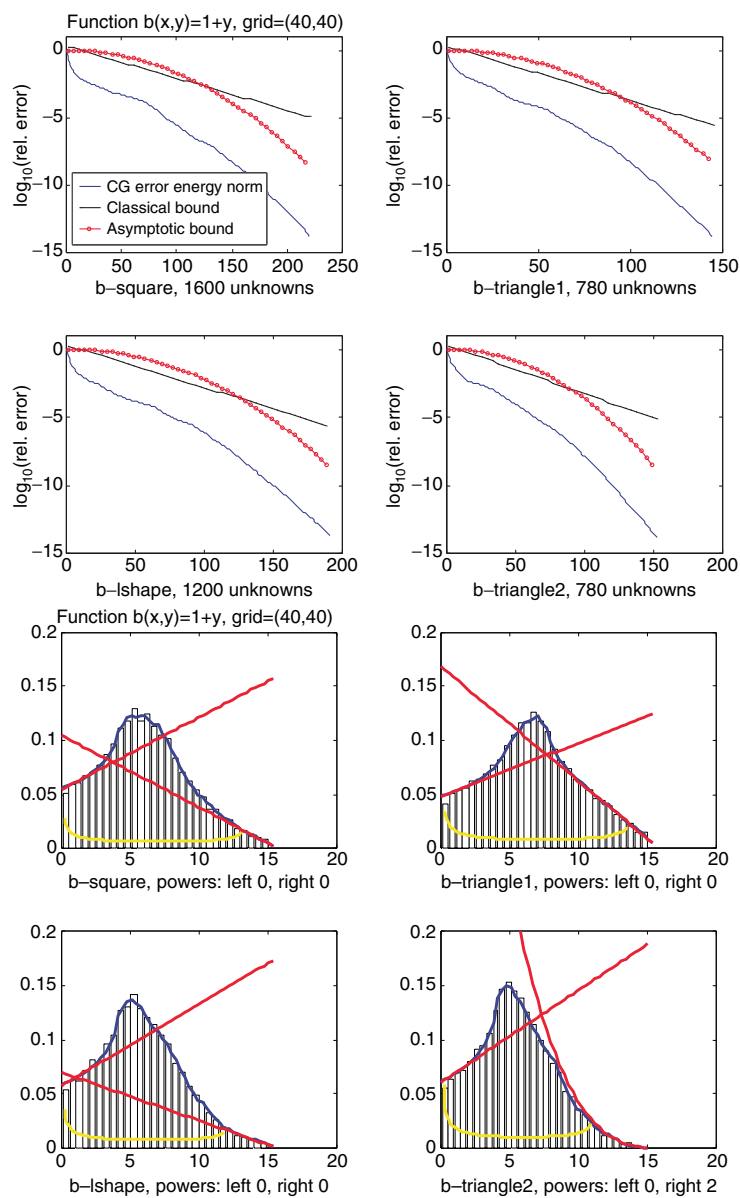 Function b(x,y)=1+y, grid=(40,40)
0
−5
−10
−15
log10(rel. error)
CG error energy norm
Classical bound
Asymptotic bound
0 50 100 150 200 250
b−square, 1600 unknowns
0
−5
−10
−15
log10(rel. error)
0 50 100 150
b−triangle1, 780 unknowns
0
−5
−10
−15
log10(rel. error)
0 50 100 150 200
b−lshape, 1200 unknowns
0
−5
−10
−15
log10(rel. error)
0 50 100 150 200
b−triangle2, 780 unknowns
Function b(x,y)=1+y, grid=(40,40)
0.2
0.15
0.1
0.05
0
0 5 10 15 20
b−square, powers: left 0, right 0
0.2
0.15
0.1
0.05
0
0 5 10 15 20
b−triangle1, powers: left 0, right 0
0.2
0.15
0.1
0.05
0
0 5 10 15 20
b−lshape, powers: left 0, right 0
0.2
0.15
0.1
0.05
0
0 5 10 15 20
b−triangle2, powers: left 0, right 2